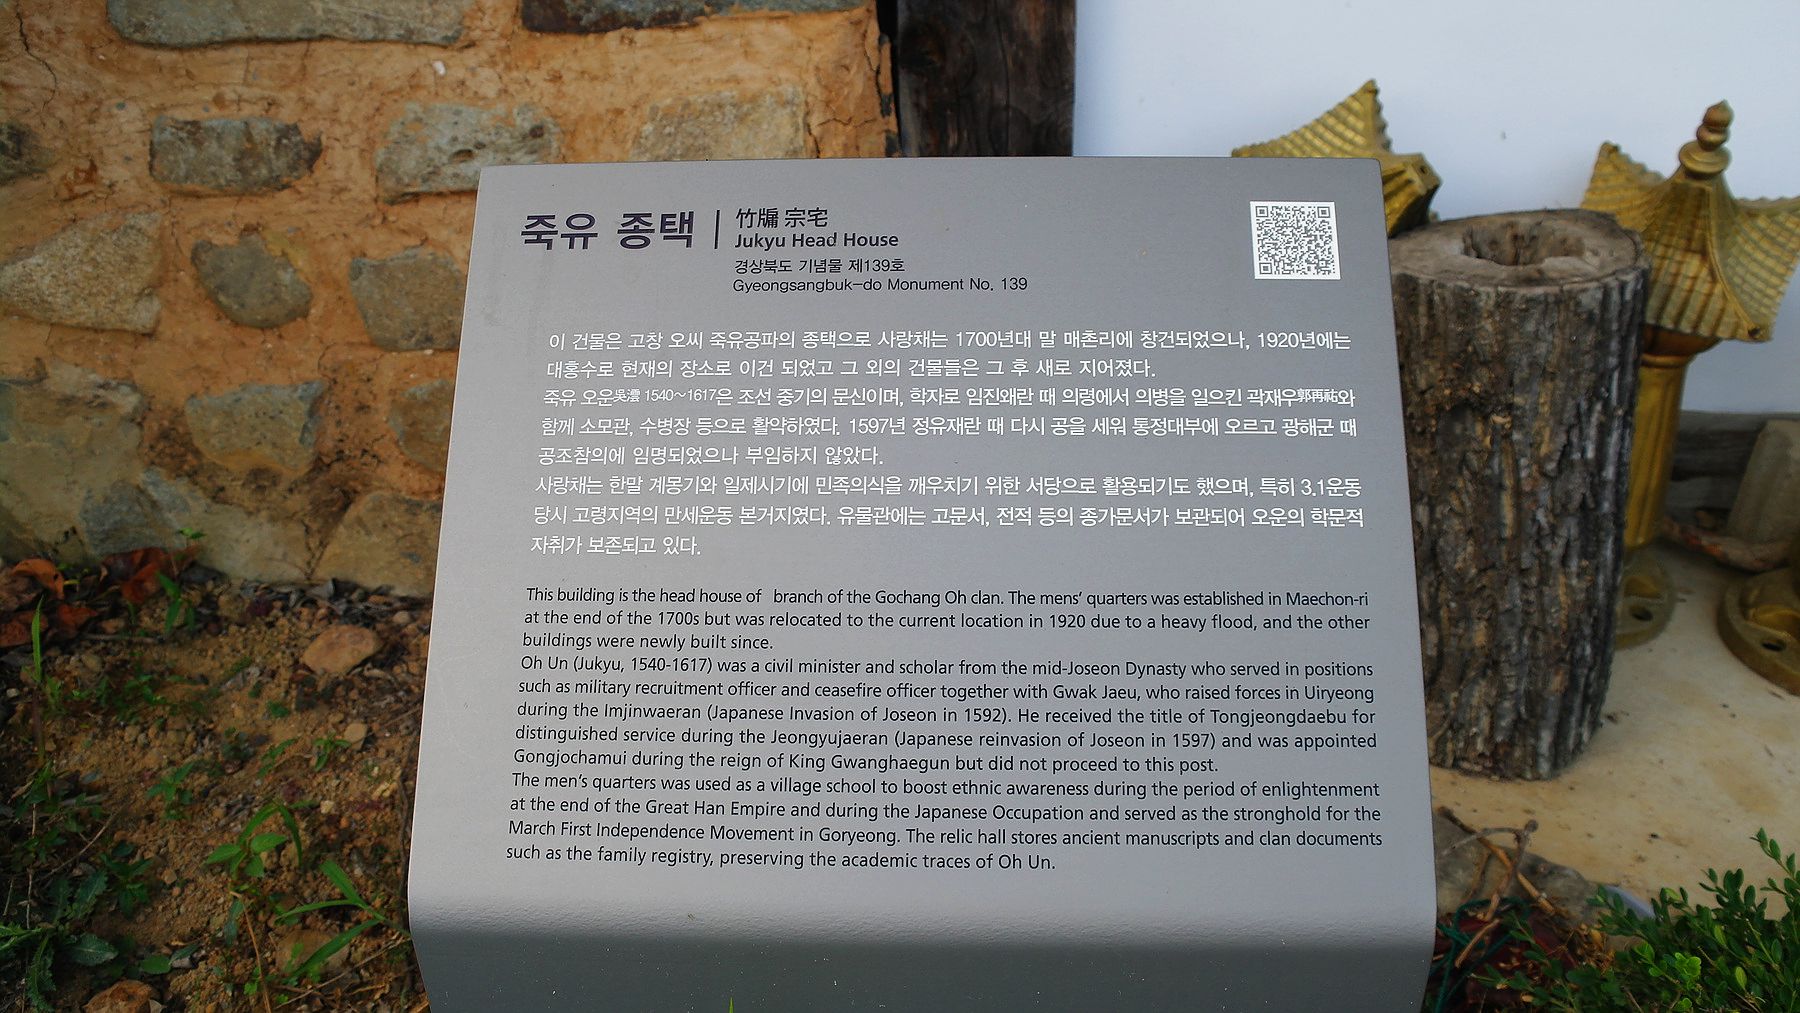 죽유 종택
竹牖 宗宅
Jukyu Head House
경상북도 기념물 제139호
Gyeongsangbuk-do Monument No. 139
이 건물은 고창 오씨 죽유공파의 종택으로 사랑채는 1700년대 말 매촌리에 창건되었으나, 1920년에는
대홍수로 현재의 장소로 이건 되었고 그 외의 건물들은 그 후 새로 지어졌다.
죽유 오운吳澐 1540~1617은 조선 중기의 문신이며, 학자로 임진왜란 때 의령에서 의병을 일으킨 곽재우郭再祐와
함께 소모관, 수병장 등으로 활약하였다. 1597년 정유재란 때 다시 공을 세워 통정대부에 오르고 광해군 때
공조참의에 임명되었으나 부임하지 않았다.
사랑채는 한말 계몽기와 일제시기에 민족의식을 깨우치기 위한 서당으로 활용되기도 했으며, 특히 3.1운동
당시 고령지역의 만세운동 본거지였다. 유물관에는 고문서, 전적 등의 종가문서가 보관되어 오운의 학문적
자취가 보존되고 있다.
This building is the head house of branch of the Gochang Oh clan. The mens' quarters was established in Maechon-ri
at the end of the 1700s but was relocated to the current location in 1920 due to a heavy flood, and the other
buildings were newly built since.
Oh Un (Jukyu, 1540-1617) was a civil minister and scholar from the mid-Joseon Dynasty who served in positions
such as military recruitment officer and ceasefire officer together with Gwak Jaeu, who raised forces in Uiryeong
during the Imjinwaeran (Japanese Invasion of Joseon in 1592). He received the title of Tongjeongdaebu for
distinguished service during the Jeongyujaeran (Japanese reinvasion of Joseon in 1597) and was appointed
Gongjochamui during the reign of King Gwanghaegun but did not proceed to this post.
The men's quarters was used as a village school to boost ethnic awareness during the period of enlightenment
at the end of the Great Han Empire and during the Japanese Occupation and served as the stronghold for the
March First Independence Movement in Goryeong. The relic hall stores ancient manuscripts and clan documents
such as the family registry, preserving the academic traces of Oh Un.